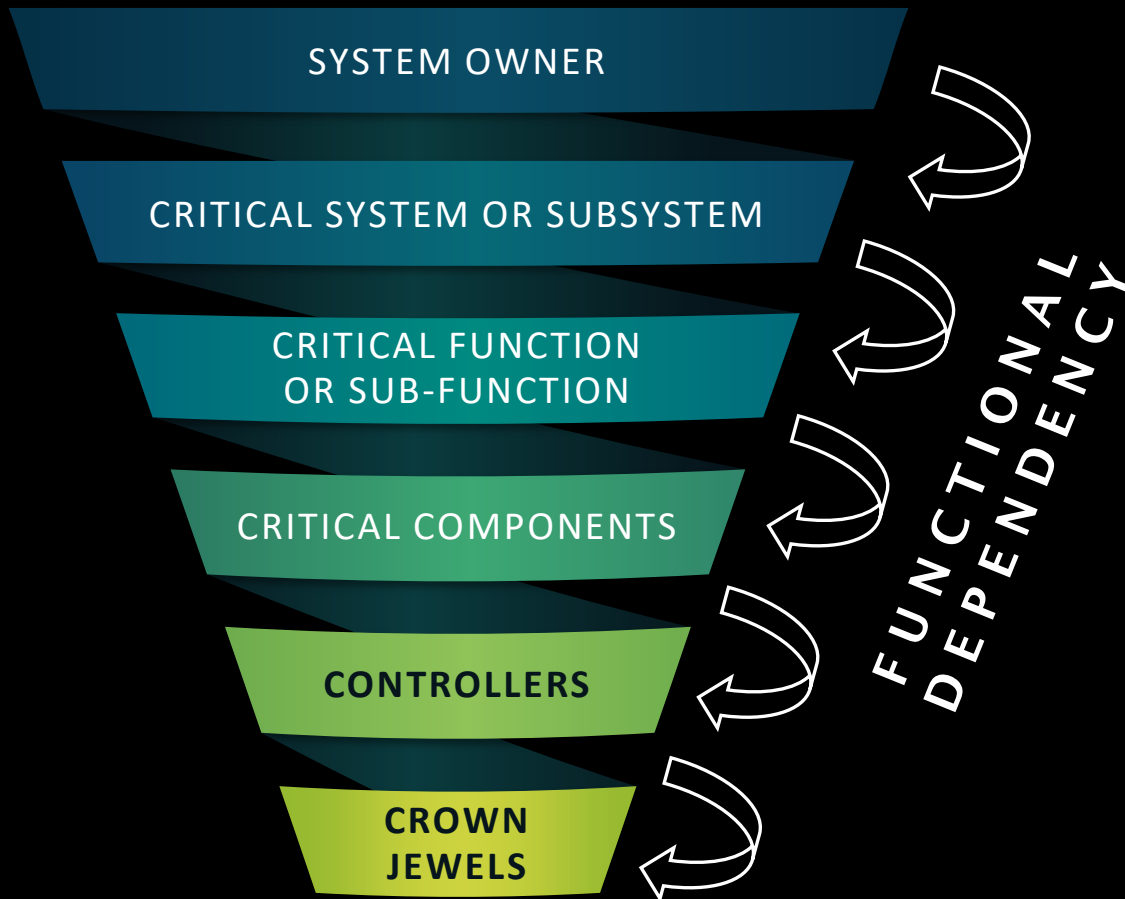 SYSTEM OWNER
CRITICAL SYSTEM OR SUBSYSTEM
CRITICAL FUNCTION
OR SUB-FUNCTION
CRITICAL COMPONENTS
CONTROLLERS
CROWN
JEWELS
FUNCTIONAL
DEPENDENCY